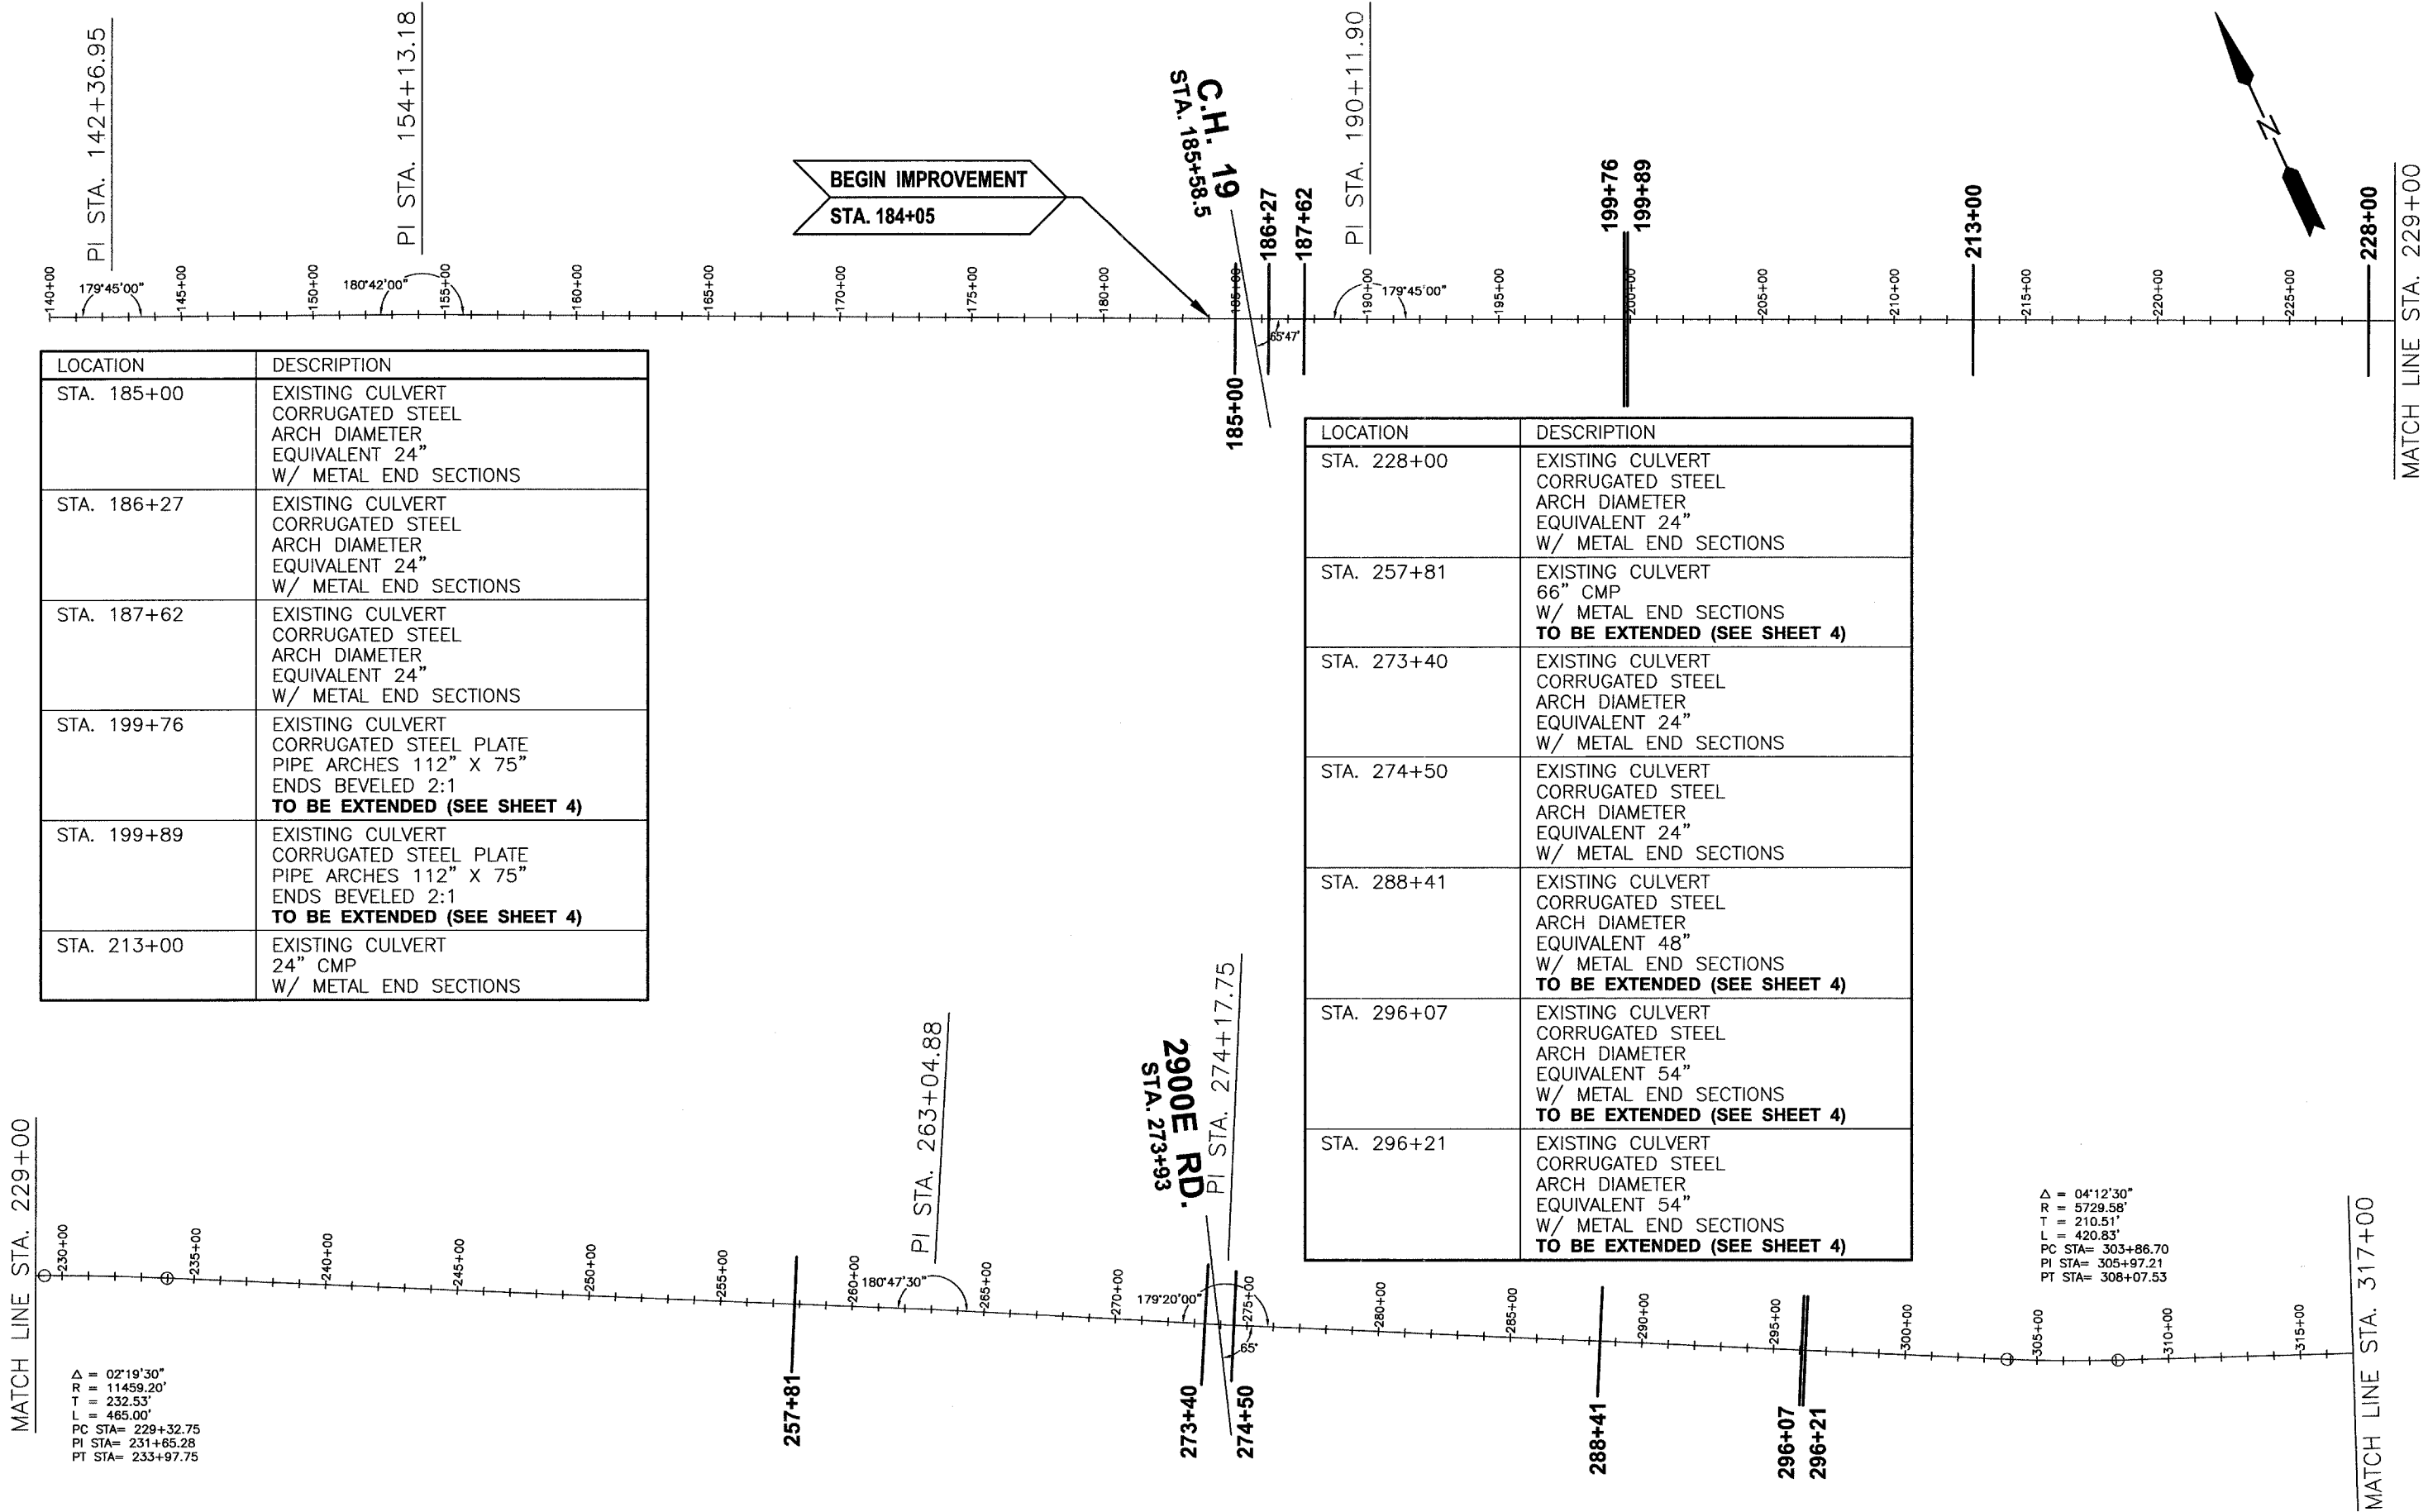 PI STA. 142+36.95
PI STA. 154+13.18
BEGIN IMPROVEMENT
STA. 184+05
C.H. 19
STA. 185+58.5
186+27
187+62
PI STA. 190+11.90
199+76
199+89
213+00
228+00
MATCH LINE STA. 229+00
N
140+00
179°45'00"
145+00
150+00
180°42'00"
155+00
160+00
165+00
170+00
175+00
180+00
185+00
65°47'
190+00
179°45'00"
195+00
200+00
205+00
210+00
215+00
220+00
225+00
185+00
LOCATION DESCRIPTION
STA. 185+00 EXISTING CULVERT
CORRUGATED STEEL
ARCH DIAMETER
EQUIVALENT 24"
W/ METAL END SECTIONS
STA. 186+27 EXISTING CULVERT
CORRUGATED STEEL
ARCH DIAMETER
EQUIVALENT 24"
W/ METAL END SECTIONS
STA. 187+62 EXISTING CULVERT
CORRUGATED STEEL
ARCH DIAMETER
EQUIVALENT 24"
W/ METAL END SECTIONS
STA. 199+76 EXISTING CULVERT
CORRUGATED STEEL PLATE
PIPE ARCHES 112" X 75"
ENDS BEVELED 2:1
TO BE EXTENDED (SEE SHEET 4)
STA. 199+89 EXISTING CULVERT
CORRUGATED STEEL PLATE
PIPE ARCHES 112" X 75"
ENDS BEVELED 2:1
TO BE EXTENDED (SEE SHEET 4)
STA. 213+00 EXISTING CULVERT
24" CMP
W/ METAL END SECTIONS
LOCATION DESCRIPTION
STA. 228+00 EXISTING CULVERT
CORRUGATED STEEL
ARCH DIAMETER
EQUIVALENT 24"
W/ METAL END SECTIONS
STA. 257+81 EXISTING CULVERT
66" CMP
W/ METAL END SECTIONS
TO BE EXTENDED (SEE SHEET 4)
STA. 273+40 EXISTING CULVERT
CORRUGATED STEEL
ARCH DIAMETER
EQUIVALENT 24"
W/ METAL END SECTIONS
STA. 274+50 EXISTING CULVERT
CORRUGATED STEEL
ARCH DIAMETER
EQUIVALENT 24"
W/ METAL END SECTIONS
STA. 288+41 EXISTING CULVERT
CORRUGATED STEEL
ARCH DIAMETER
EQUIVALENT 48"
W/ METAL END SECTIONS
TO BE EXTENDED (SEE SHEET 4)
STA. 296+07 EXISTING CULVERT
CORRUGATED STEEL
ARCH DIAMETER
EQUIVALENT 54"
W/ METAL END SECTIONS
TO BE EXTENDED (SEE SHEET 4)
STA. 296+21 EXISTING CULVERT
CORRUGATED STEEL
ARCH DIAMETER
EQUIVALENT 54"
W/ METAL END SECTIONS
TO BE EXTENDED (SEE SHEET 4)
MATCH LINE STA. 229+00
PI STA. 263+04.88
2900E RD.
STA. 273+93
PI STA. 274+17.75
Δ = 04°12'30"
R = 5729.58'
T = 210.51'
L = 420.83'
PC STA= 303+86.70
PI STA= 305+97.21
PT STA= 308+07.53
MATCH LINE STA. 317+00
230+00
235+00
240+00
245+00
250+00
255+00
260+00
180°47'30"
265+00
270+00
179°20'00"
275+00
65°
280+00
285+00
290+00
295+00
300+00
305+00
310+00
315+00
Δ = 02°19'30"
R = 11459.20'
T = 232.53'
L = 465.00'
PC STA= 229+32.75
PI STA= 231+65.28
PT STA= 233+97.75
257+81
273+40
274+50
288+41
296+07
296+21